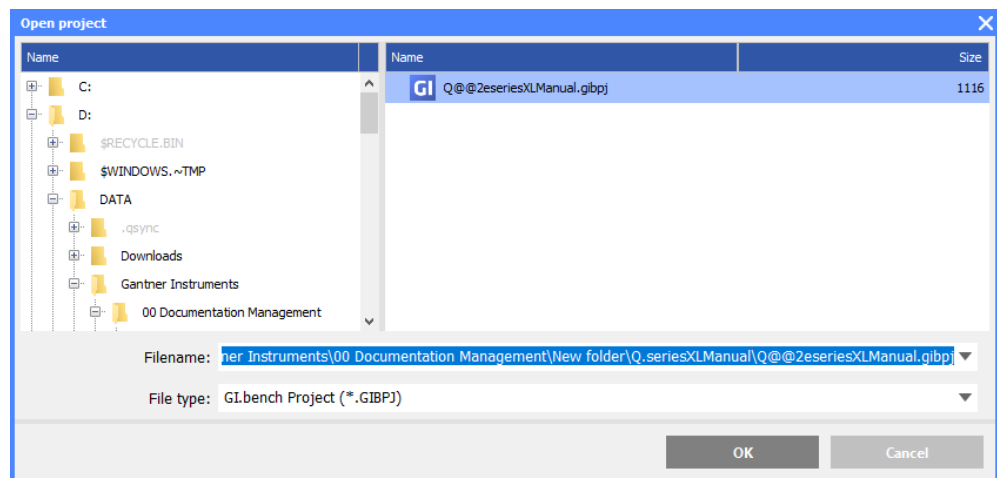 Open project
Name
Name Size
C:
GI Q@@2eseriesXLManual.gibpj 1116
D:
$RECYCLE.BIN
$WINDOWS.~TMP
DATA
.qsync
Downloads
Gantner Instruments
00 Documentation Management
Filename: ner Instruments\00 Documentation Management\New folder\Q.seriesXLManual\Q@@2eseriesXLManual.gibpj
File type: GI.bench Project (*.GIBPJ)
OK Cancel